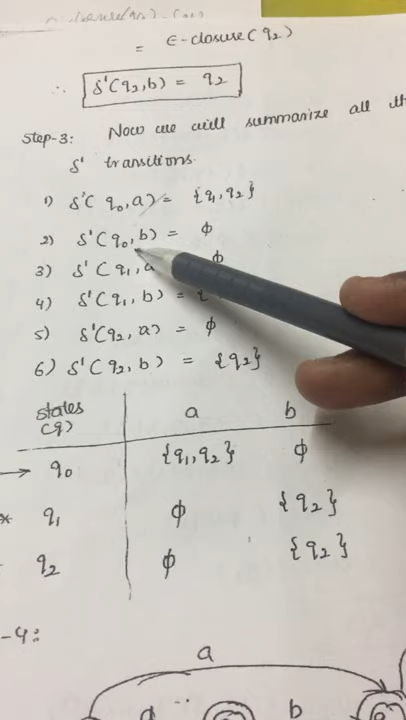 = ε-closure(q₂)
∴ δ'(q₂,b) = q₂
Step-3: Now we will summarize all th
δ' transitions.
1) δ'(q₀,a) = {q₁,q₂}
2) δ'(q₀,b) = ϕ
3) δ'(q₁,a ϕ
4) δ'(q₁,b) = {
5) δ'(q₂,a) = ϕ
6) δ'(q₂,b) = {q₂}
states a b
(q)
→ q₀ {q₁,q₂} ϕ
* q₁ ϕ {q₂}
q₂ ϕ {q₂}
-4:
a
b